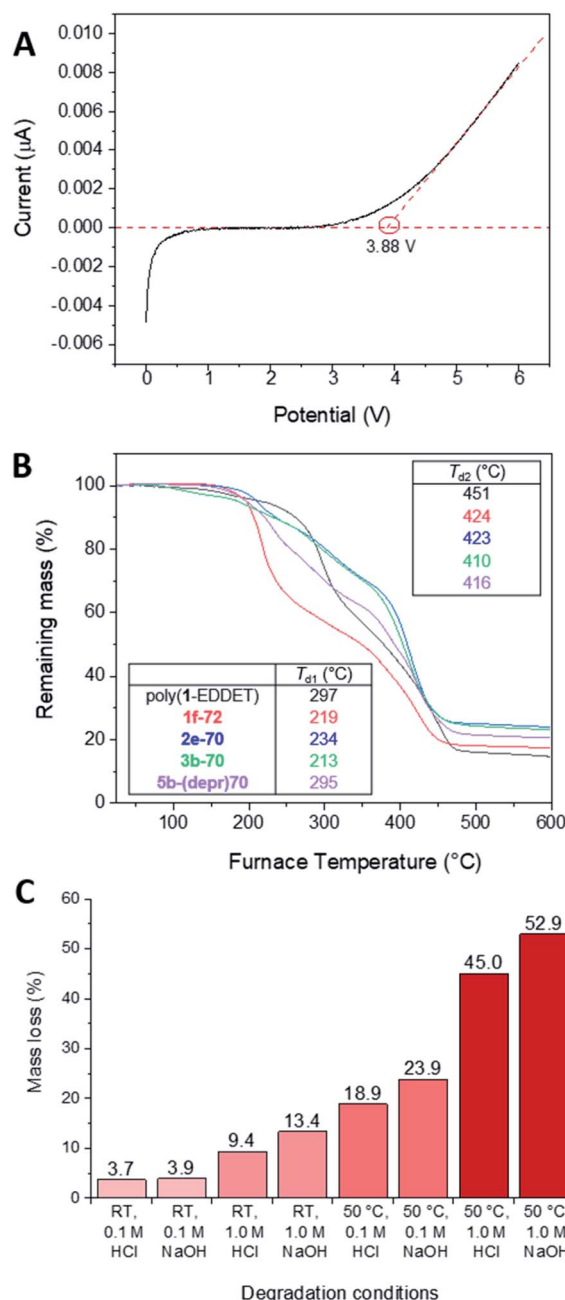 A
0.010
0.008
0.006
0.004
0.002
0.000
-0.002
-0.004
-0.006
Current (µA)
3.88 V
0 1 2 3 4 5 6
Potential (V)
B
100
80
60
40
20
0
Remaining mass (%)
T_d2 (°C)
451
424
423
410
416
T_d1 (°C)
poly(1-EDDET) 297
1f-72 219
2e-70 234
3b-70 213
5b-(depr)70 295
100 200 300 400 500 600
Furnace Temperature (°C)
C
60
50
40
30
20
10
0
Mass loss (%)
3.7 3.9 9.4 13.4 18.9 23.9 45.0 52.9
RT, RT, RT, RT, 50 °C, 50 °C, 50 °C, 50 °C,
0.1 M 0.1 M 1.0 M 1.0 M 0.1 M 0.1 M 1.0 M 1.0 M
HCl NaOH HCl NaOH HCl NaOH HCl NaOH
Degradation conditions